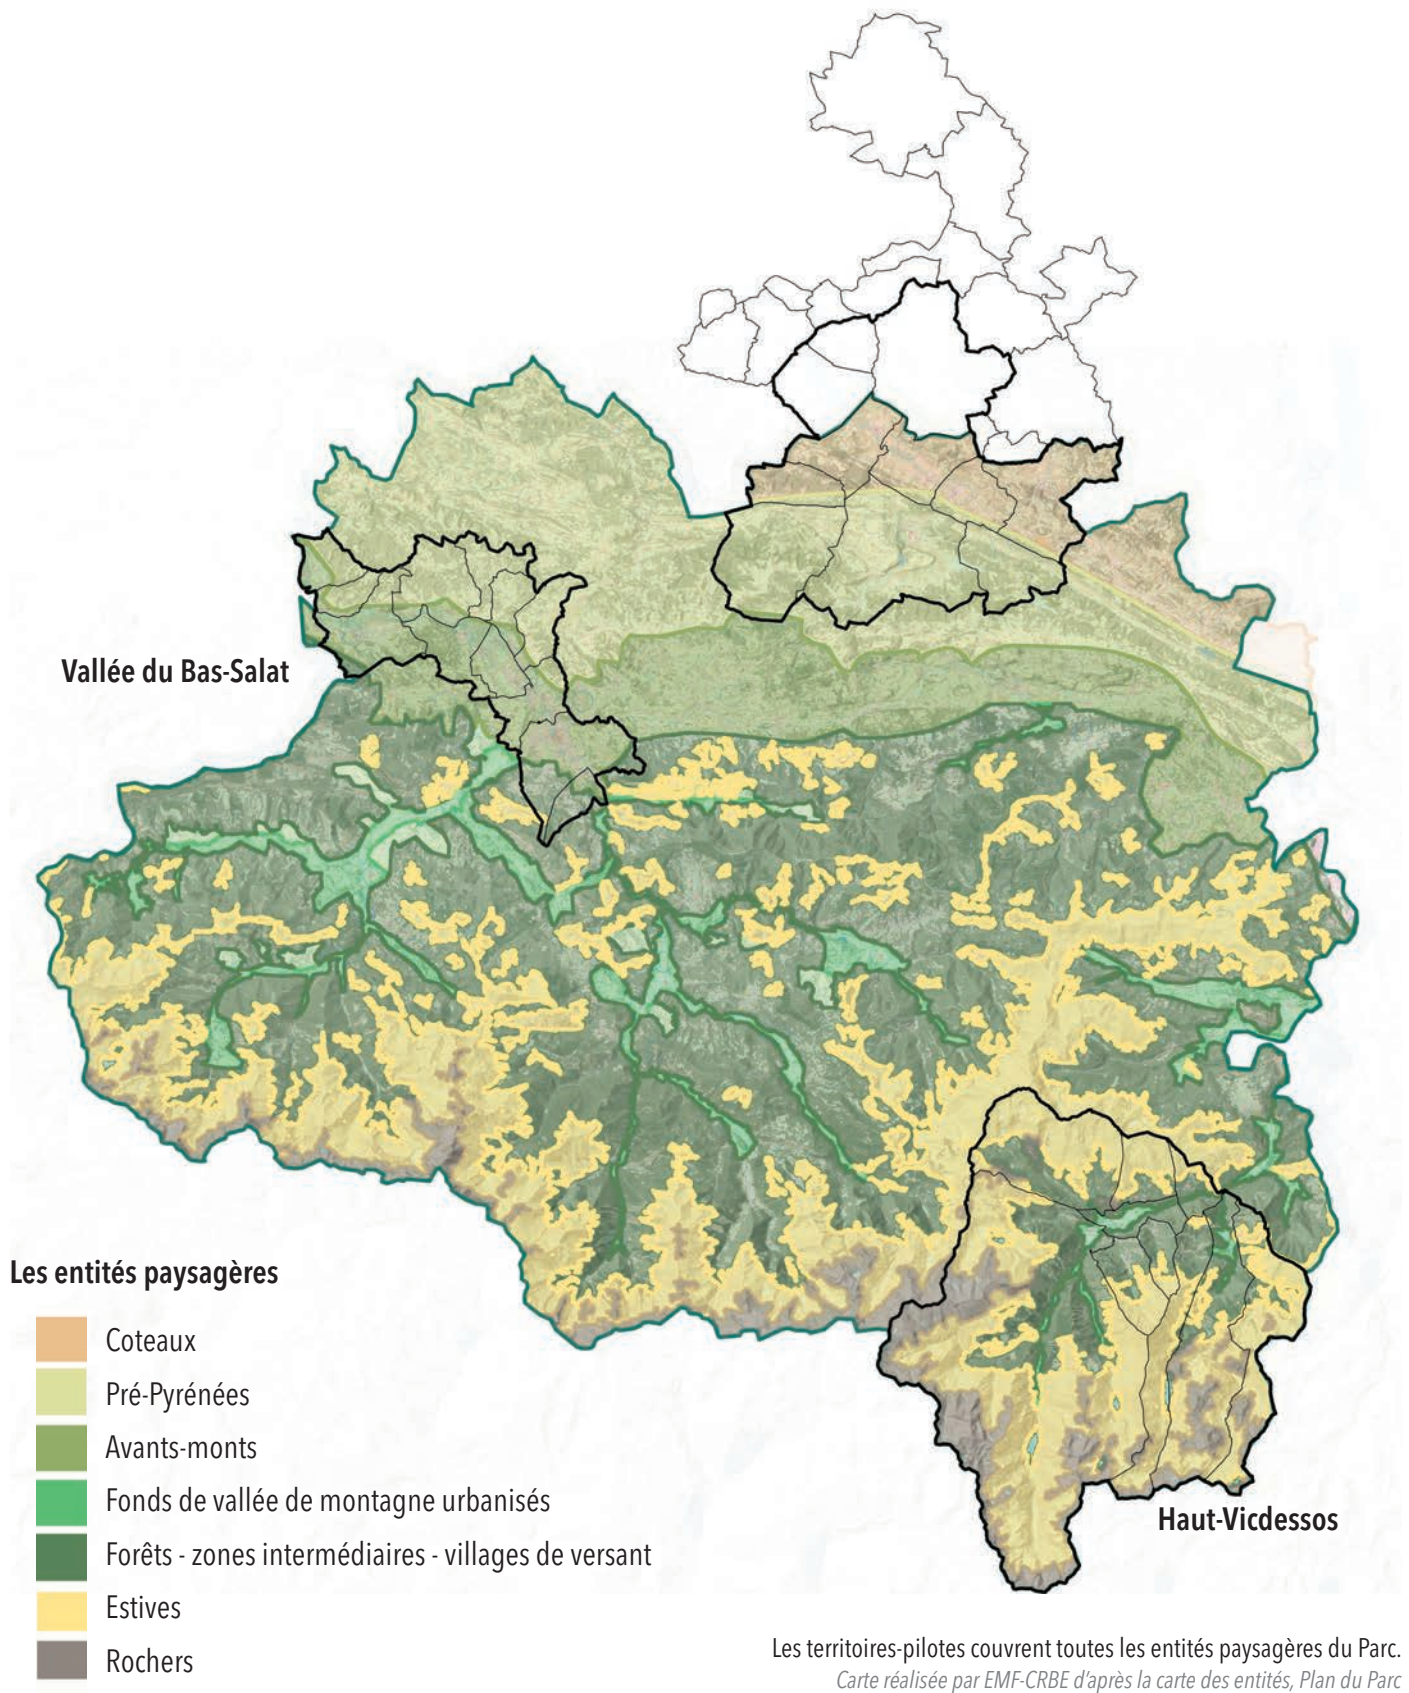 Vallée du Bas-Salat
Les entités paysagères
Coteaux
Pré-Pyrénées
Avants-monts
Fonds de vallée de montagne urbanisés
Forêts - zones intermédiaires - villages de versant
Estives
Rochers
Haut-Vicdessos
Les territoires-pilotes couvrent toutes les entités paysagères du Parc.
Carte réalisée par EMF-CRBE d'après la carte des entités, Plan du Parc